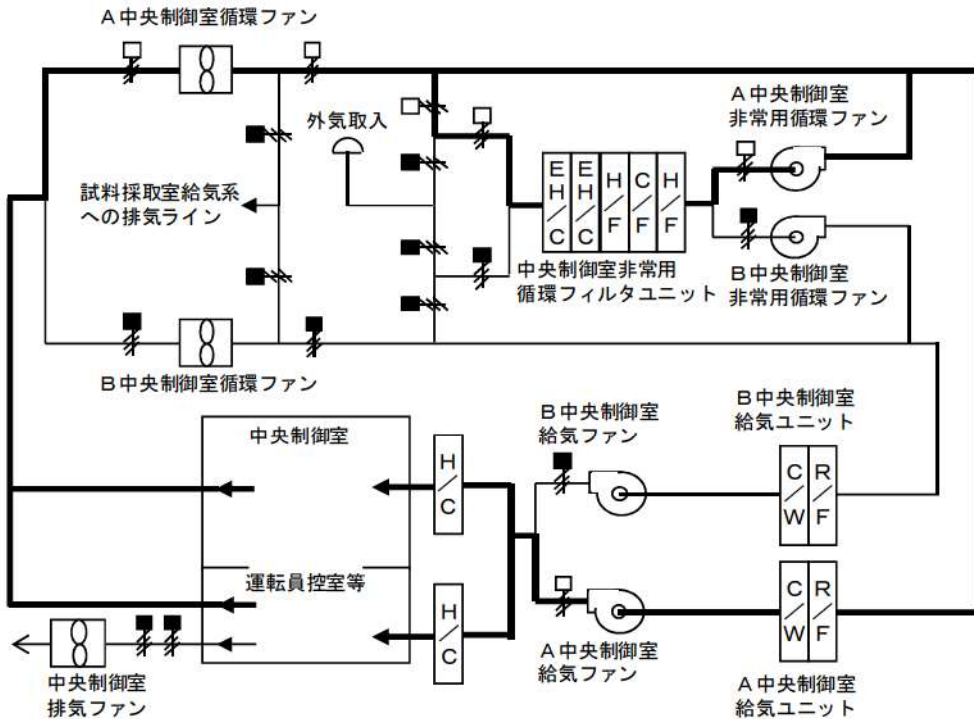 A中央制御室循環ファン
外気取入
A中央制御室
非常用循環ファン
試料採取室給気系
への排気ライン
EH/C
EH/C
H/F
C/F
H/F
中央制御室非常用
循環フィルタユニット
B中央制御室
非常用循環ファン
B中央制御室循環ファン
中央制御室
H/C
B中央制御室
給気ファン
B中央制御室
給気ユニット
C/W
R/F
運転員控室等
H/C
A中央制御室
給気ファン
C/W
R/F
A中央制御室
給気ユニット
中央制御室
排気ファン